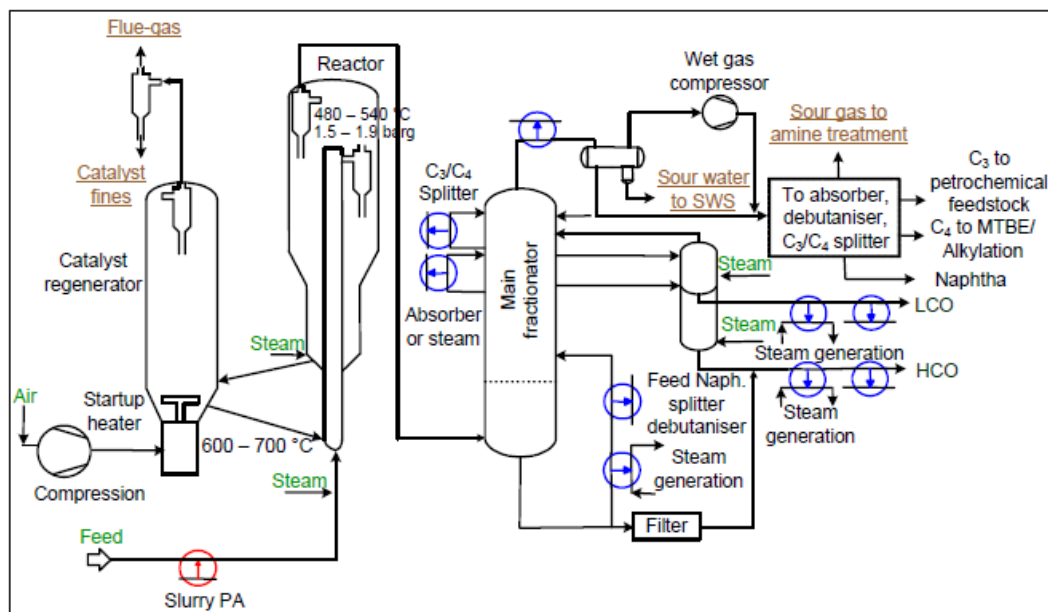 Flue-gas
Catalyst
fines
Catalyst
regenerator
Air
Startup
heater
600 – 700 °C
Compression
Feed
Slurry PA
Steam
Steam
Reactor
480 – 540 °C
1.5 – 1.9 barg
C3/C4
Splitter
Absorber
or steam
Main
fractionator
Wet gas
compressor
Sour water
to SWS
Sour gas to
amine treatment
To absorber,
debutaniser,
C3/C4 splitter
C3 to
petrochemical
feedstock
C4 to MTBE/
Alkylation
Naphtha
Steam
LCO
Steam
Steam generation
HCO
Steam
generation
Feed Naph.
splitter
debutaniser
Steam
generation
Filter